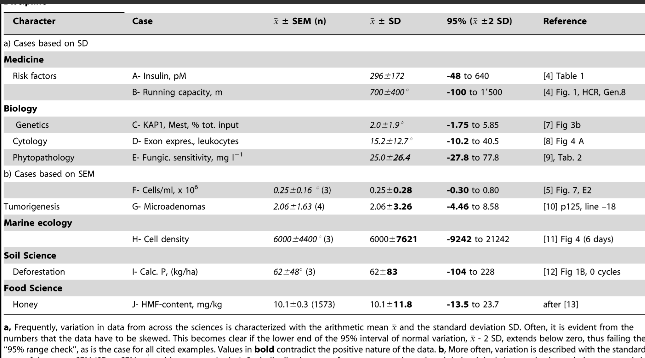 Character Case x̄ ± SEM (n) x̄ ± SD 95% (x̄ ±2 SD) Reference
a) Cases based on SD
Medicine
Risk factors A- Insulin, pM 296±172 -48 to 640 [4] Table 1
B- Running capacity, m 700±400° -100 to 1'500 [4] Fig. 1, HCR, Gen.8
Biology
Genetics C- KAP1, Mest, % tot. input 2.0±1.9° -1.75 to 5.85 [7] Fig 3b
Cytology D- Exon expres., leukocytes 15.2±12.7° -10.2 to 40.5 [8] Fig 4 A
Phytopathology E- Fungic. sensitivity, mg l⁻¹ 25.0±26.4 -27.8 to 77.8 [9], Tab. 2
b) Cases based on SEM
F- Cells/ml, x 10⁶ 0.25±0.16 ° (3) 0.25±0.28 -0.30 to 0.80 [5] Fig. 7, E2
Tumorigenesis G- Microadenomas 2.06±1.63 (4) 2.06±3.26 -4.46 to 8.58 [10] p125, line –18
Marine ecology
H- Cell density 6000±4400° (3) 6000±7621 -9242 to 21242 [11] Fig 4 (6 days)
Soil Science
Deforestation I- Calc. P, (kg/ha) 62±48° (3) 62±83 -104 to 228 [12] Fig 1B, 0 cycles
Food Science
Honey J- HMF-content, mg/kg 10.1±0.3 (1573) 10.1±11.8 -13.5 to 23.7 after [13]
a, Frequently, variation in data from across the sciences is characterized with the arithmetic mean x̄ and the standard deviation SD. Often, it is evident from the
numbers that the data have to be skewed. This becomes clear if the lower end of the 95% interval of normal variation, x̄ - 2 SD, extends below zero, thus failing the
"95% range check", as is the case for all cited examples. Values in bold contradict the positive nature of the data. b, More often, variation is described with the standard